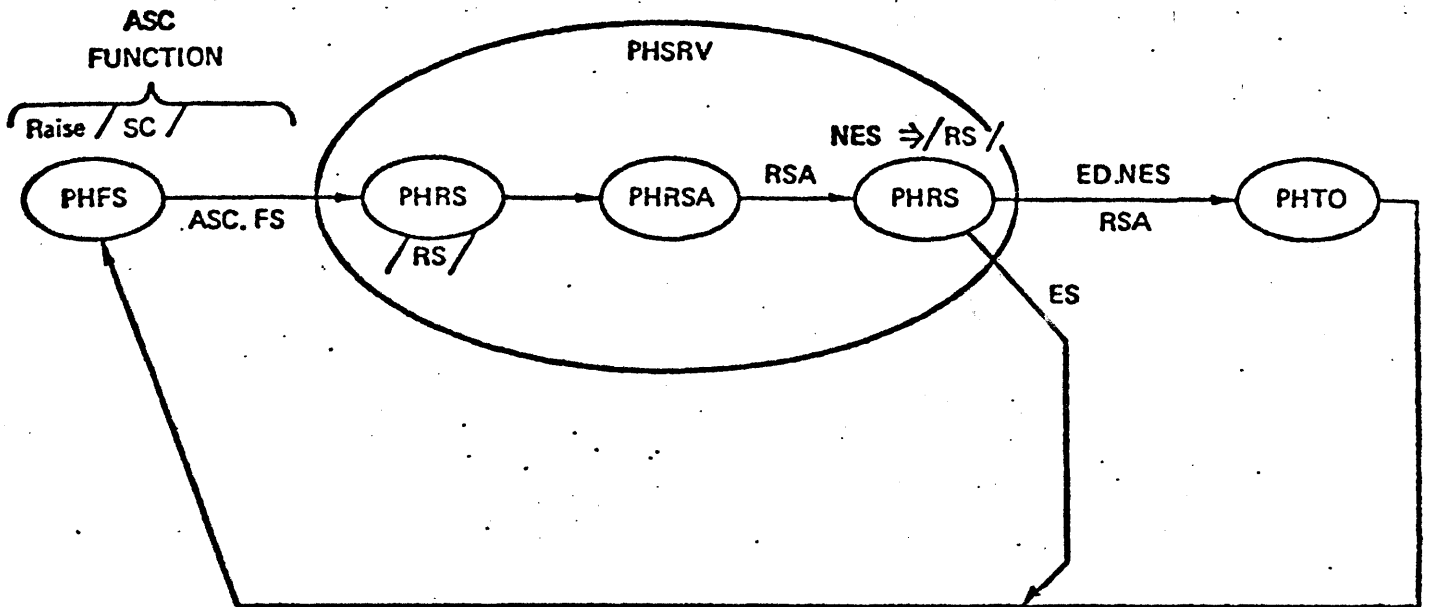 ASC
FUNCTION
Raise / SC /
PHSRV
NES ⇒ / RS /
PHFS
ASC. FS
PHRS
/ RS /
PHRSA
RSA
PHRS
ED.NES
RSA
PHTO
ES